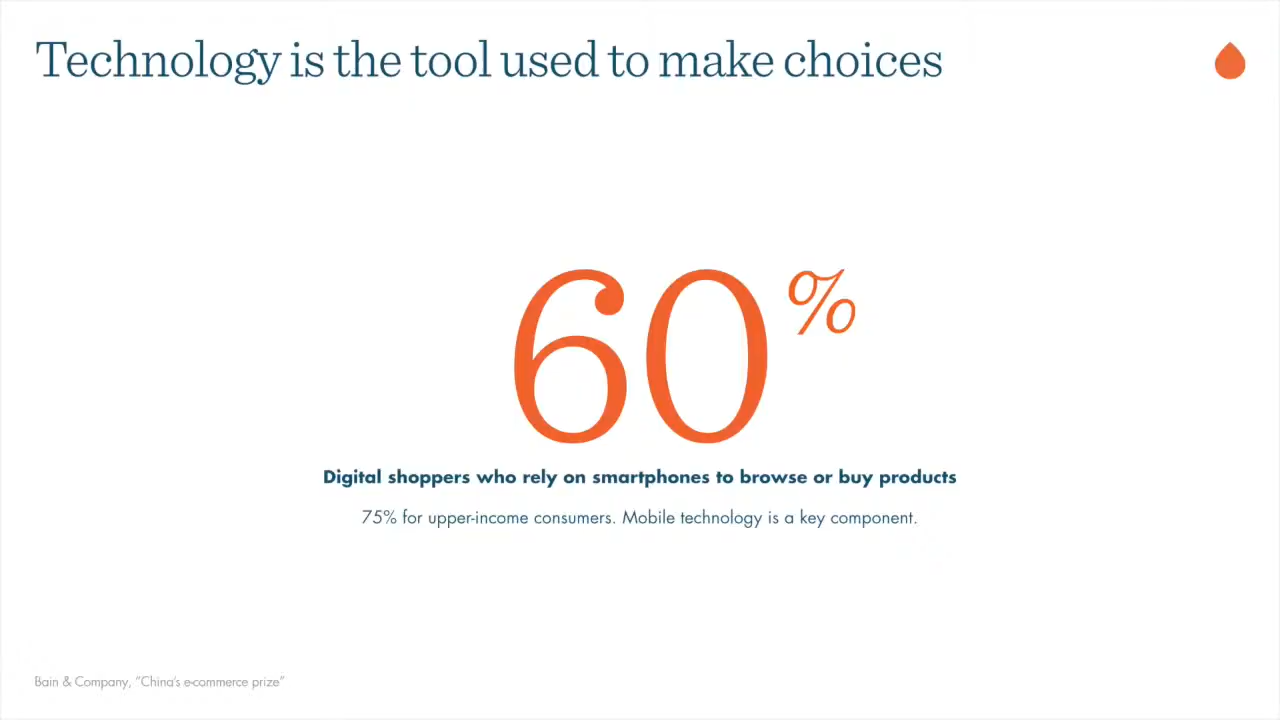 Technology is the tool used to make choices
60%
Digital shoppers who rely on smartphones to browse or buy products
75% for upper-income consumers. Mobile technology is a key component.
Bain & Company, “China’s e-commerce prize”